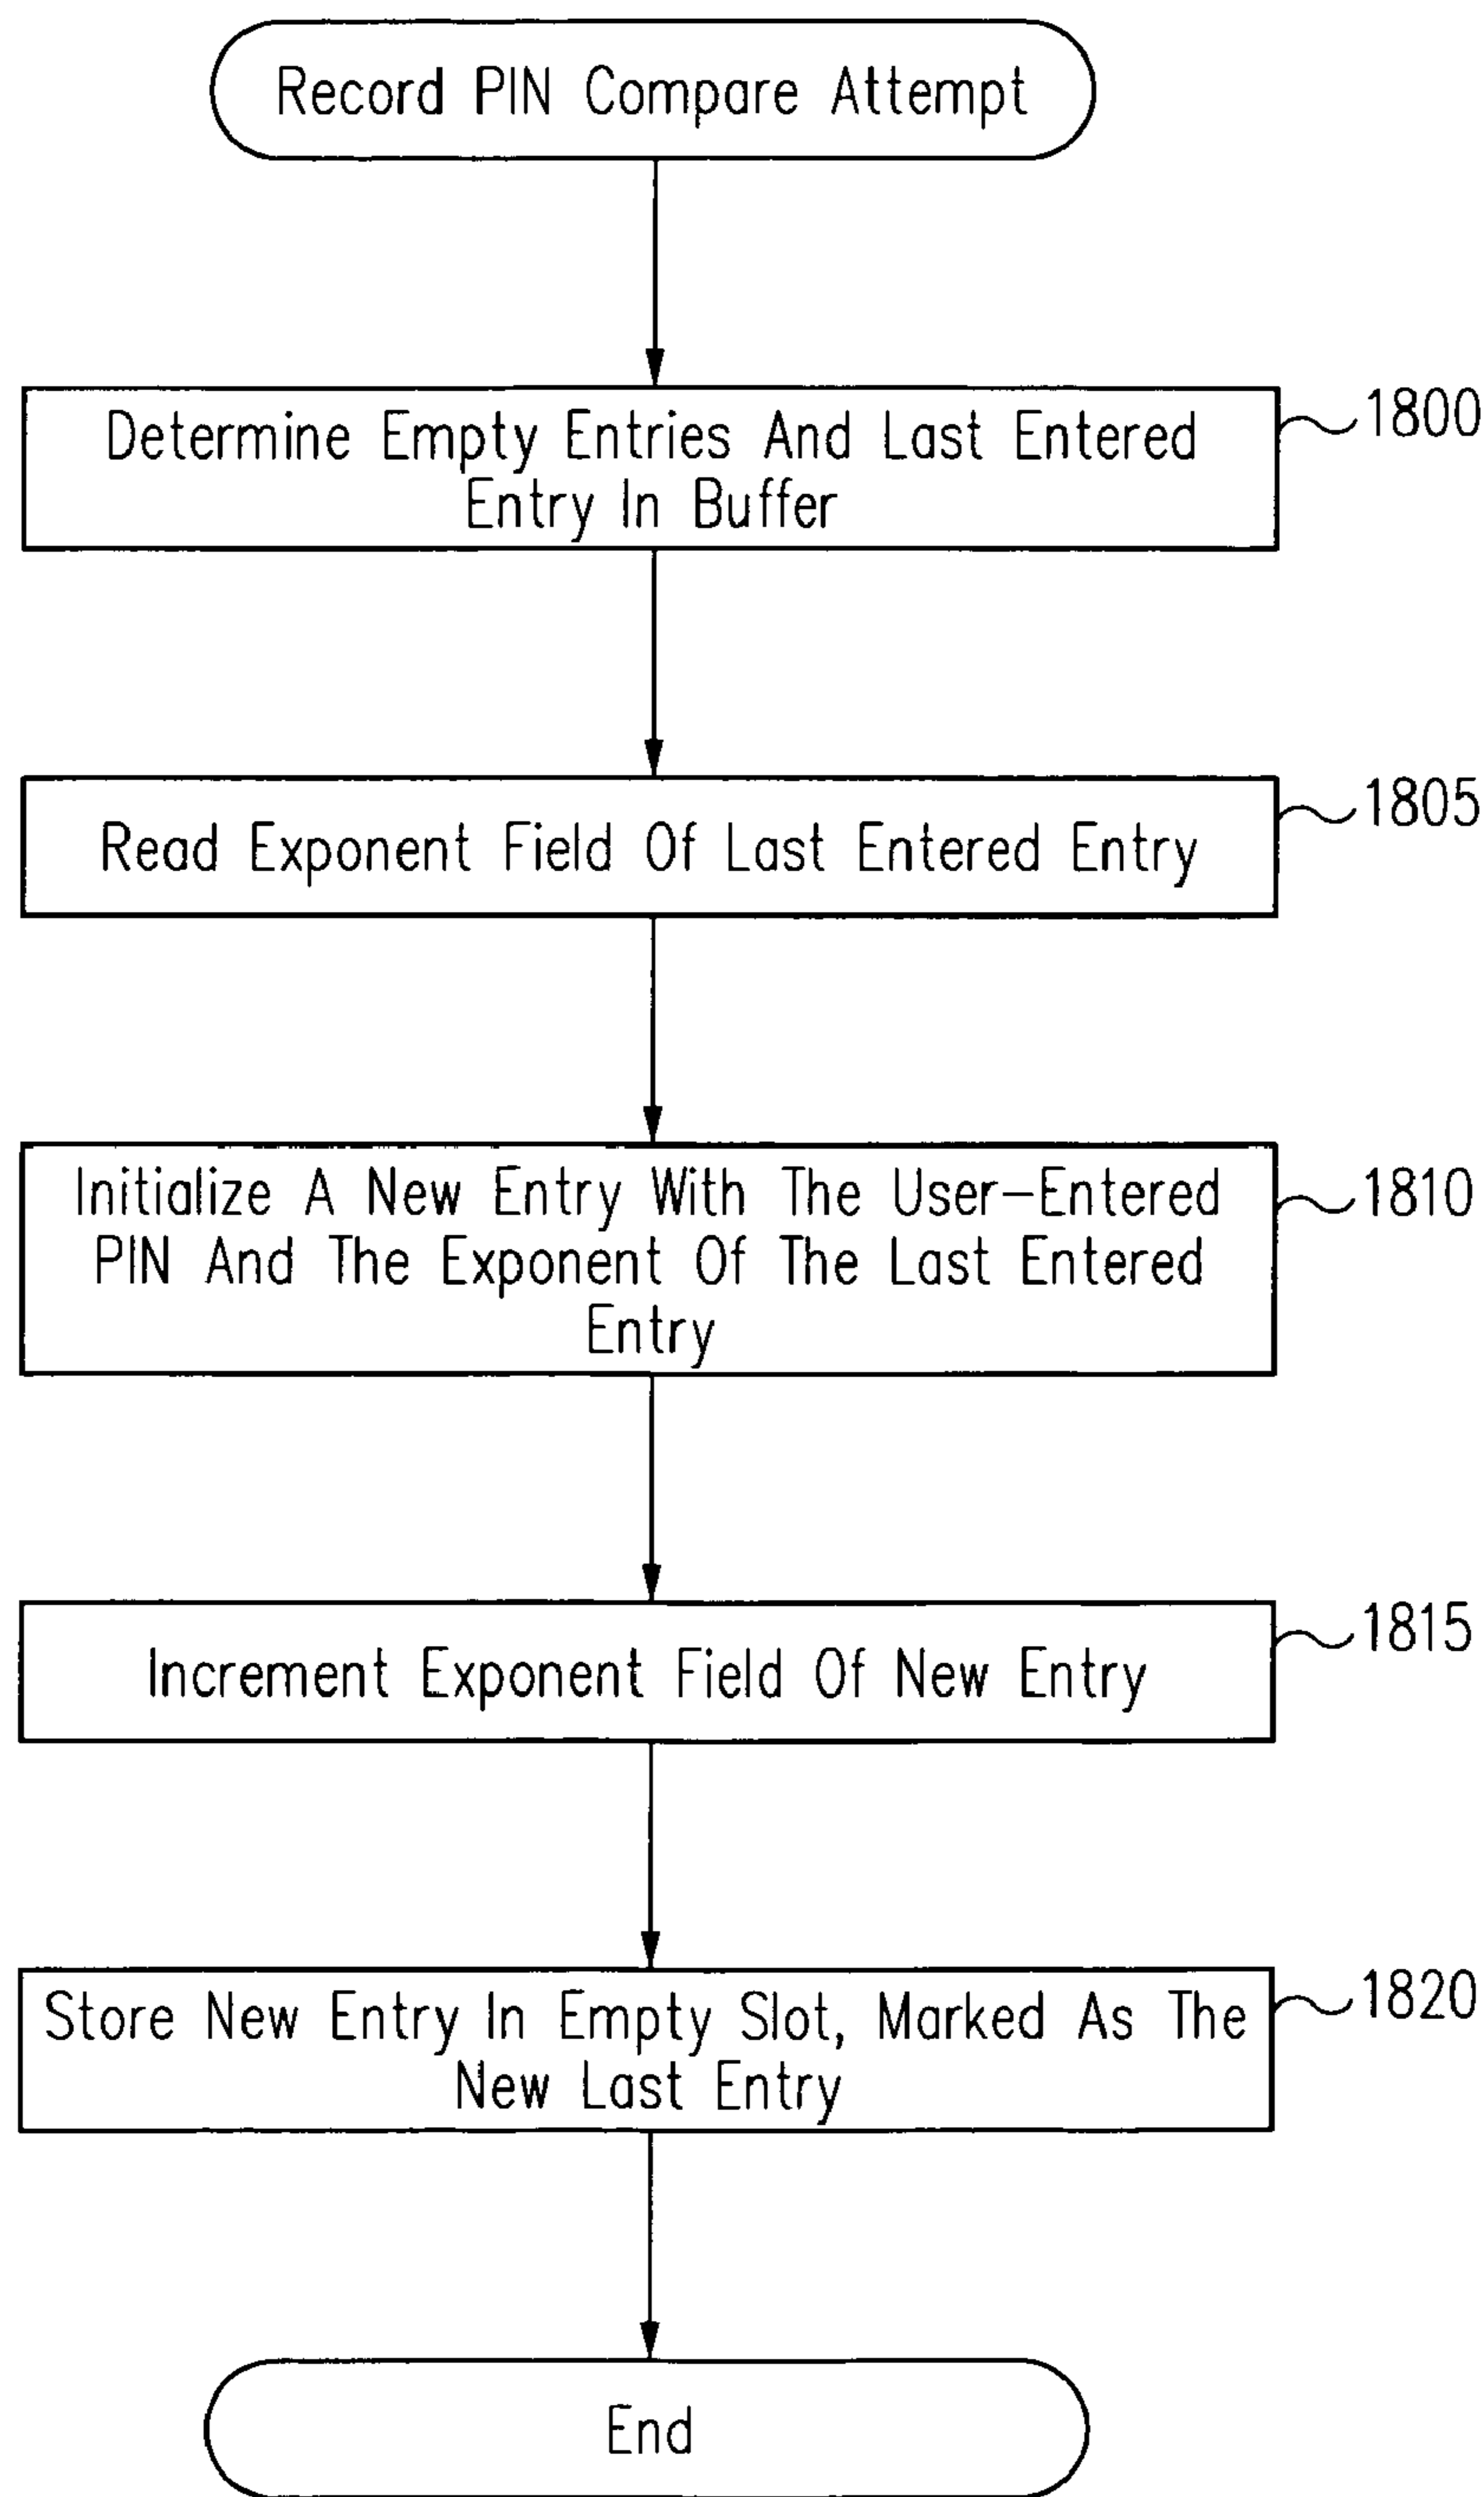 Record PIN Compare Attempt
Determine Empty Entries And Last Entered
Entry In Buffer
1800
Read Exponent Field Of Last Entered Entry
1805
Initialize A New Entry With The User-Entered
PIN And The Exponent Of The Last Entered
Entry
1810
Increment Exponent Field Of New Entry
1815
Store New Entry In Empty Slot, Marked As The
New Last Entry
1820
End